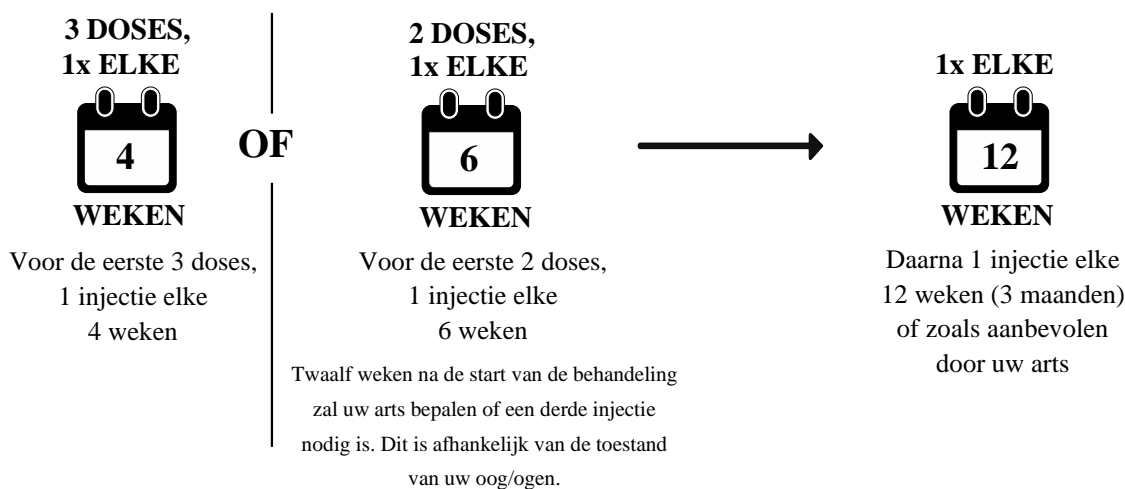 3 DOSES,
1x ELKE
4
WEKEN
Voor de eerste 3 doses,
1 injectie elke
4 weken
OF
2 DOSES,
1x ELKE
6
WEKEN
Voor de eerste 2 doses,
1 injectie elke
6 weken
Twaalf weken na de start van de behandeling
zal uw arts bepalen of een derde injectie
nodig is. Dit is afhankelijk van de toestand
van uw oog/ogen.
1x ELKE
12
WEKEN
Daarna 1 injectie elke
12 weken (3 maanden)
of zoals aanbevolen
door uw arts